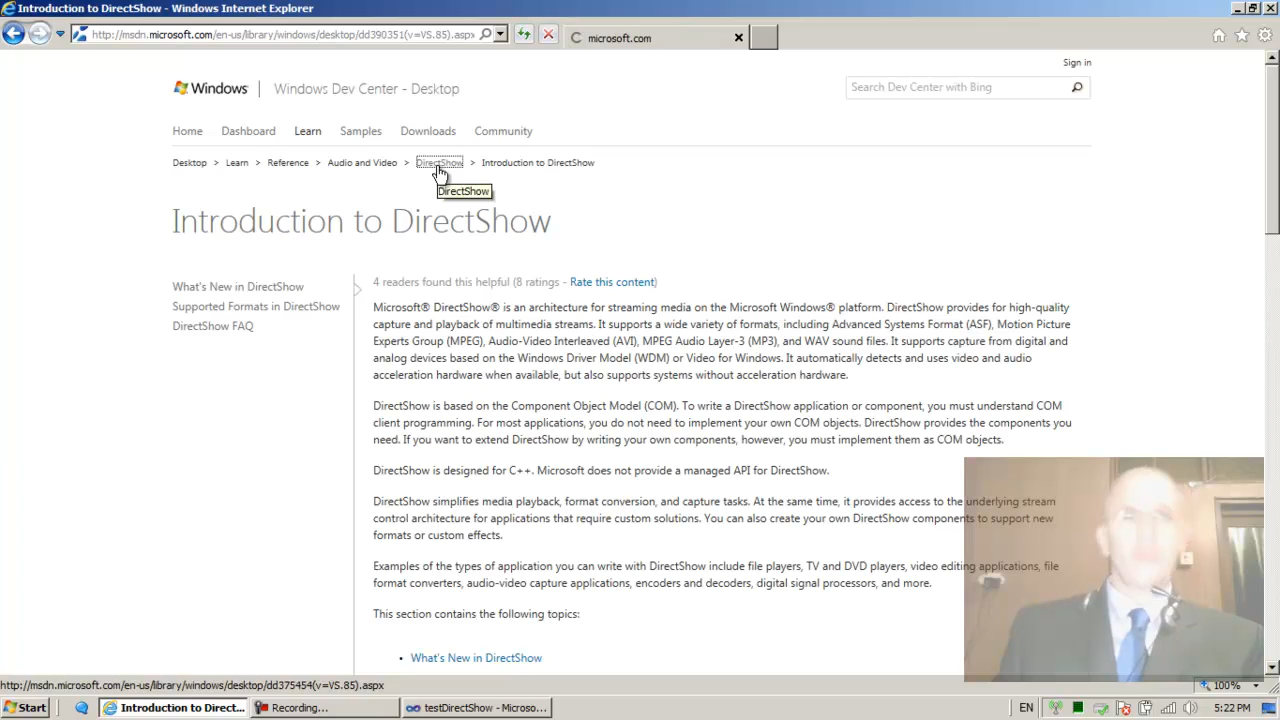 Introduction to DirectShow - Windows Internet Explorer
http://msdn.microsoft.com/en-us/library/windows/desktop/dd390351(v=VS.85).aspx
microsoft.com
Sign in
Windows
Windows Dev Center - Desktop
Search Dev Center with Bing
Home Dashboard Learn Samples Downloads Community
Desktop > Learn > Reference > Audio and Video > DirectShow > Introduction to DirectShow
DirectShow
Introduction to DirectShow
What's New in DirectShow
Supported Formats in DirectShow
DirectShow FAQ
4 readers found this helpful (8 ratings - Rate this content)
Microsoft® DirectShow® is an architecture for streaming media on the Microsoft Windows® platform. DirectShow provides for high-quality
capture and playback of multimedia streams. It supports a wide variety of formats, including Advanced Systems Format (ASF), Motion Picture
Experts Group (MPEG), Audio-Video Interleaved (AVI), MPEG Audio Layer-3 (MP3), and WAV sound files. It supports capture from digital and
analog devices based on the Windows Driver Model (WDM) or Video for Windows. It automatically detects and uses video and audio
acceleration hardware when available, but also supports systems without acceleration hardware.
DirectShow is based on the Component Object Model (COM). To write a DirectShow application or component, you must understand COM
client programming. For most applications, you do not need to implement your own COM objects. DirectShow provides the components you
need. If you want to extend DirectShow by writing your own components, however, you must implement them as COM objects.
DirectShow is designed for C++. Microsoft does not provide a managed API for DirectShow.
DirectShow simplifies media playback, format conversion, and capture tasks. At the same time, it provides access to the underlying stream
control architecture for applications that require custom solutions. You can also create your own DirectShow components to support new
formats or custom effects.
Examples of the types of application you can write with DirectShow include file players, TV and DVD players, video editing applications, file
format converters, audio-video capture applications, encoders and decoders, digital signal processors, and more.
This section contains the following topics:
• What's New in DirectShow
http://msdn.microsoft.com/en-us/library/windows/desktop/dd375454(v=VS.85).aspx
100%
Start
Introduction to Direct...
Recording...
testDirectShow - Microso...
EN
5:22 PM